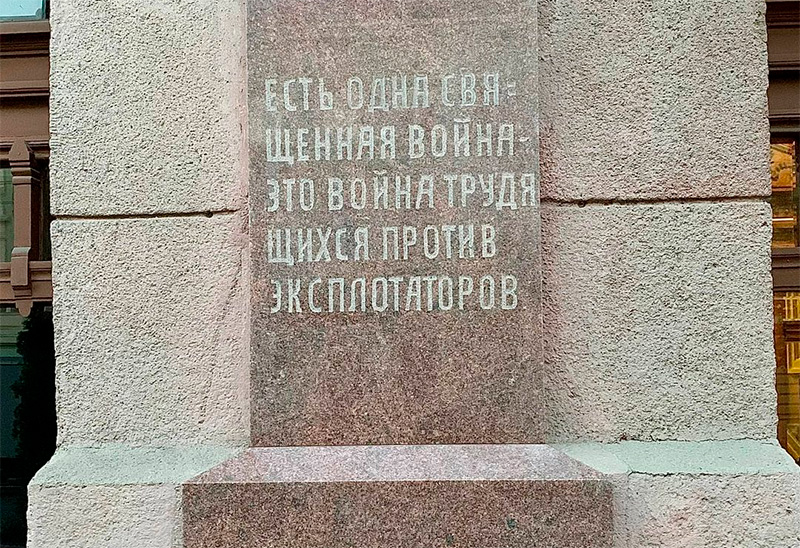 ЕСТЬ ОДНА СВЯ=
ЩЕННАЯ ВОЙНА-
ЭТО ВОЙНА ТРУДЯ
ЩИХСЯ ПРОТИВ
ЭКСПЛОТАТОРОВ